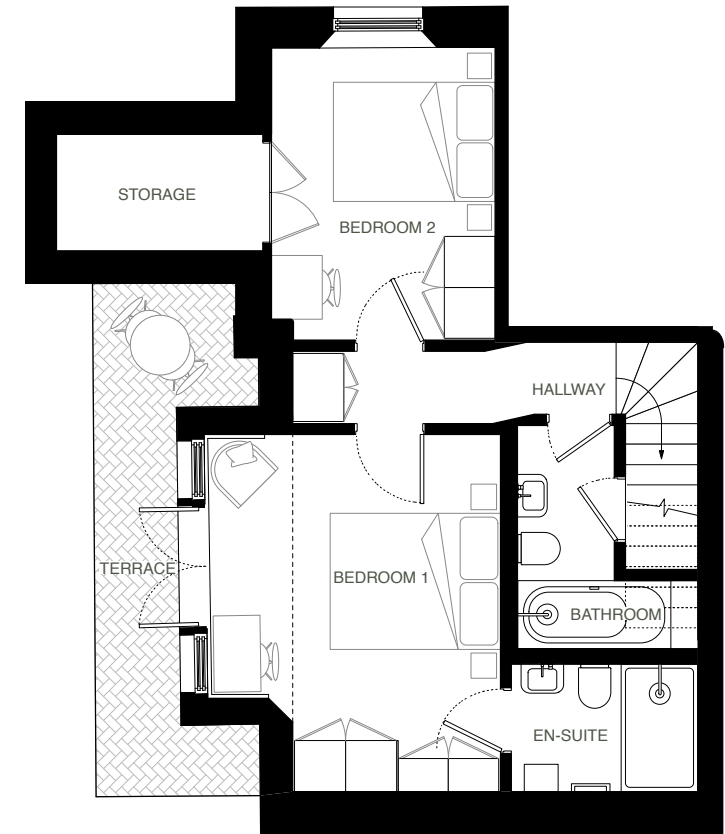 STORAGE
BEDROOM 2
HALLWAY
TERRACE
BEDROOM 1
BATHROOM
EN-SUITE